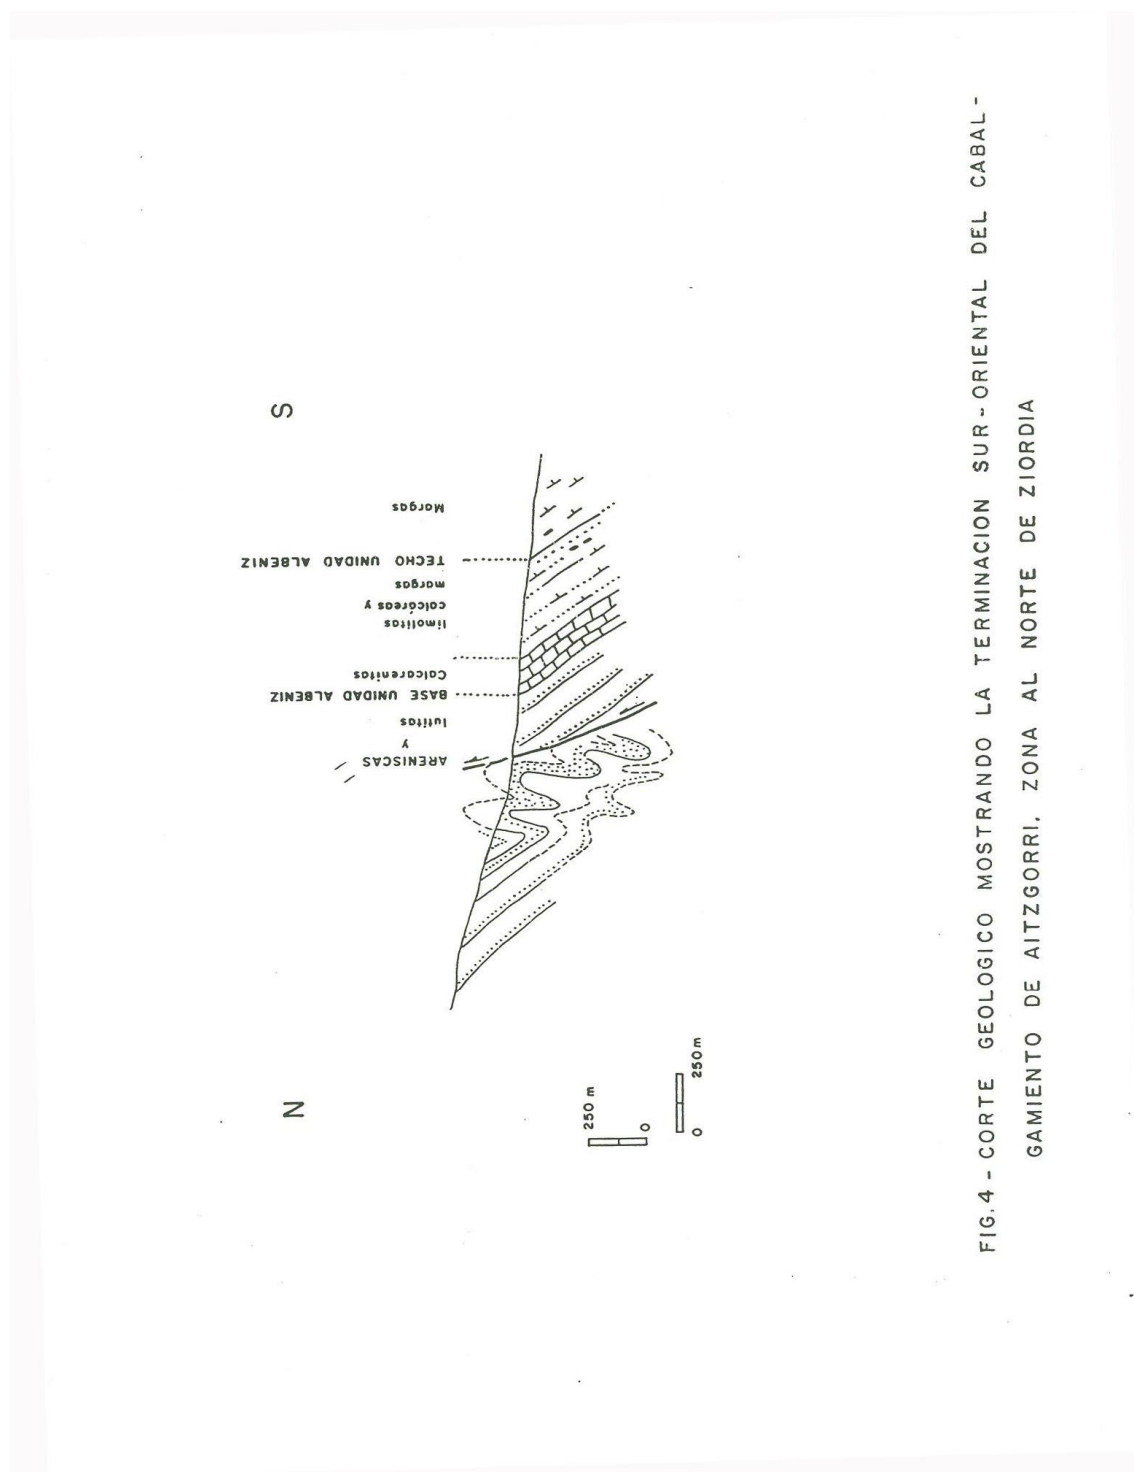 N
S
ARENISCAS
y
lutitas
BASE UNIDAD ALBENIZ
Calcarenitas
limolitas
calcáreas y
margas
TECHO UNIDAD ALBENIZ
Margas
250 m
0
0
250m
FIG. 4 - CORTE GEOLOGICO MOSTRANDO LA TERMINACION SUR-ORIENTAL DEL CABAL-
GAMIENTO DE AITZGORRI, ZONA AL NORTE DE ZIORDIA